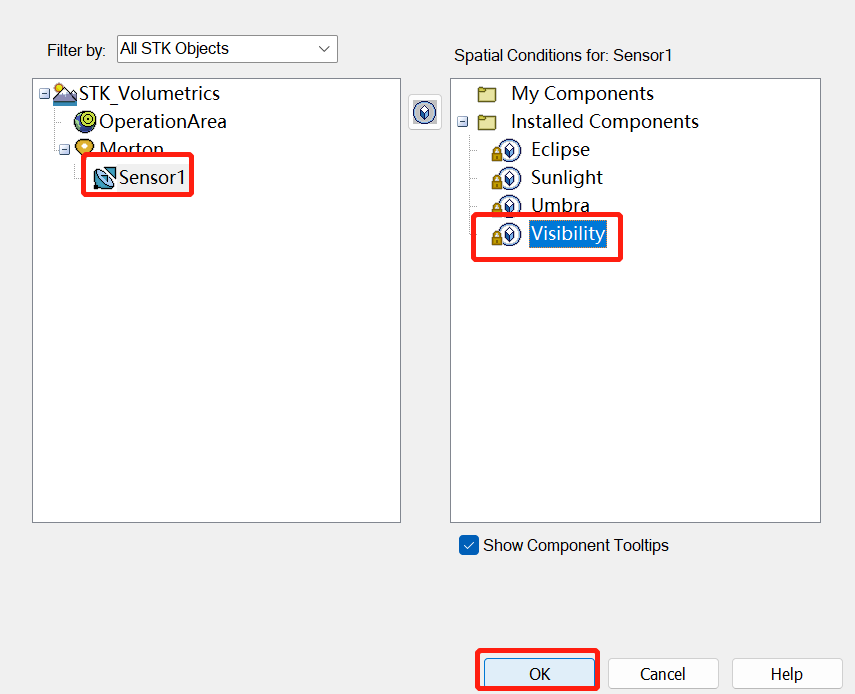 Filter by:
All STK Objects
STK_Volumetrics
OperationArea
Morton
Sensor1
Spatial Conditions for: Sensor1
My Components
Installed Components
Eclipse
Sunlight
Umbra
Visibility
Show Component Tooltips
OK
Cancel
Help